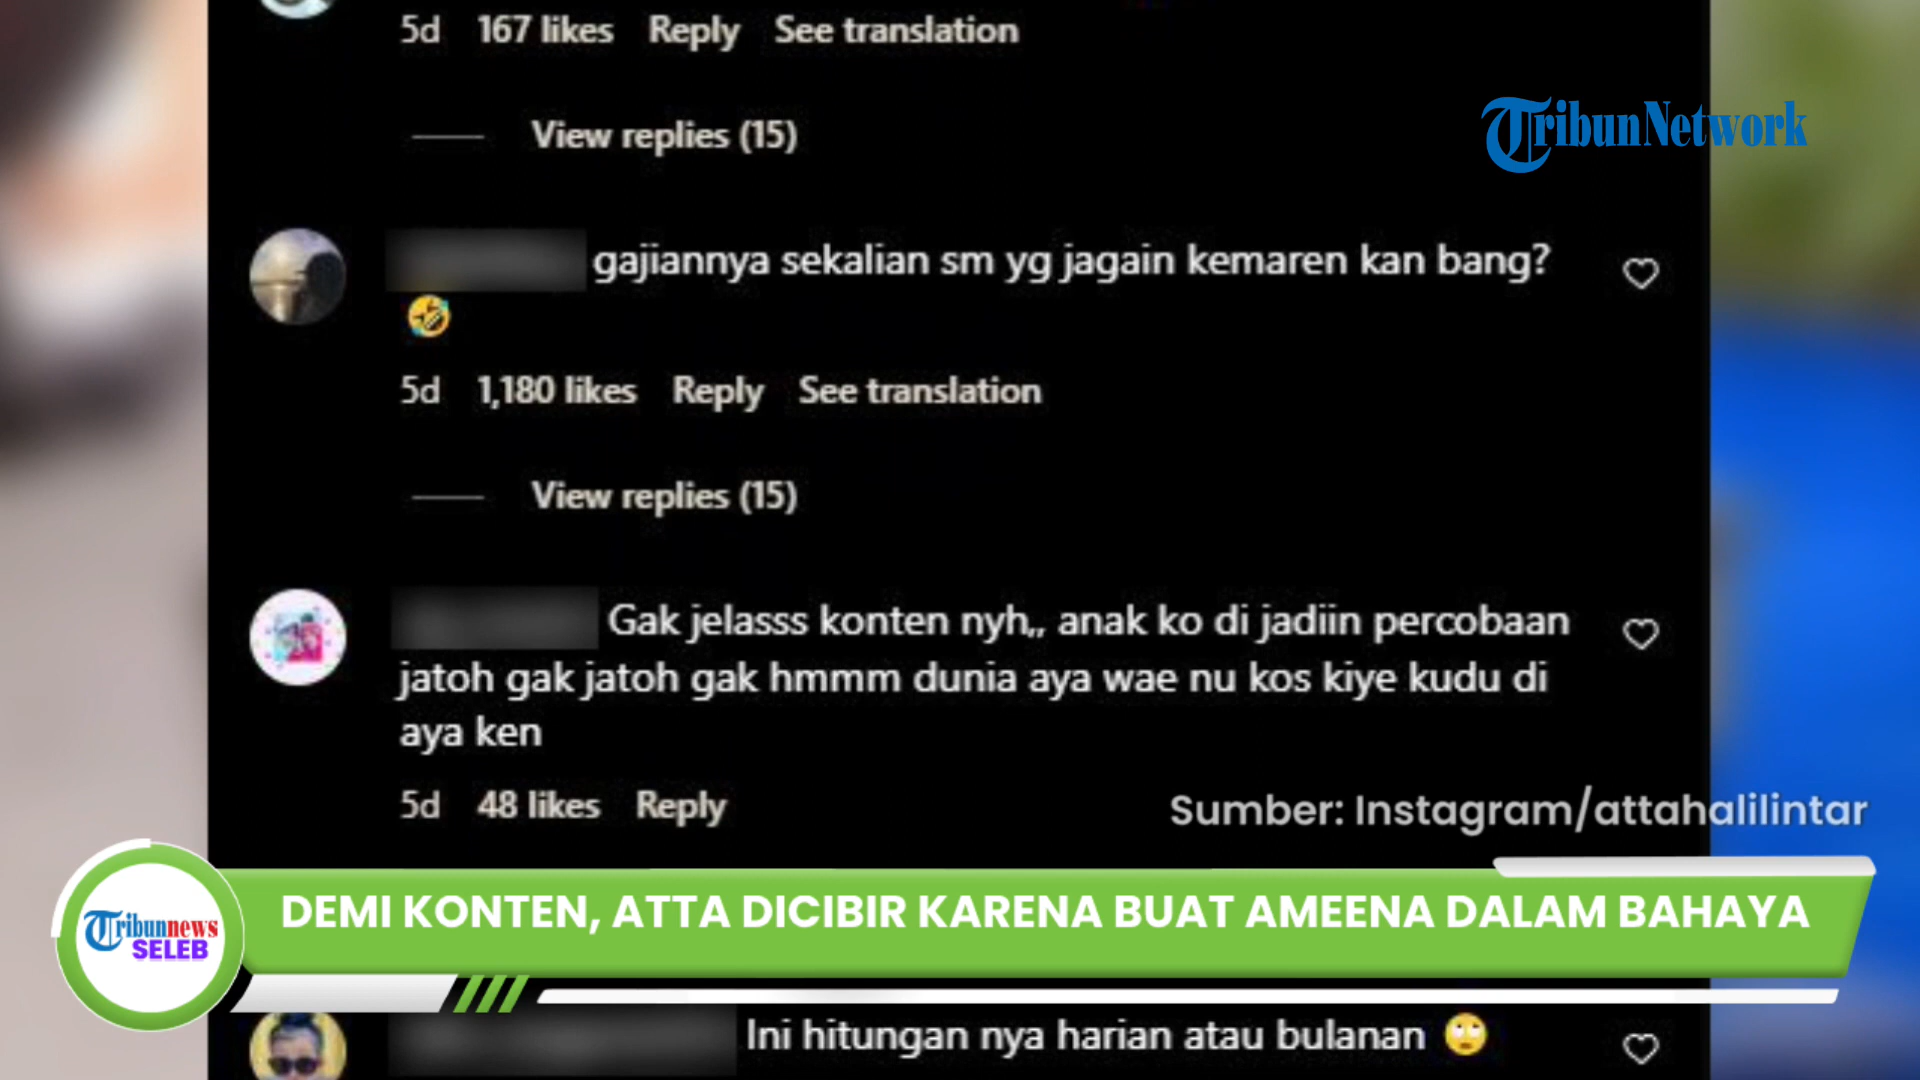 5d 167 likes Reply See translation
View replies (15)
TribunNetwork
gajiannya sekalian sm yg jagain kemaren kan bang?
🤣
5d 1,180 likes Reply See translation
View replies (15)
Gak jelasss konten nyh,, anak ko di jadiin percobaan
jatoh gak jatoh gak hmmm dunia aya wae nu kos kiye kudu di
aya ken
5d 48 likes Reply
Sumber: Instagram/attahalilintar
DEMI KONTEN, ATTA DICIBIR KARENA BUAT AMEENA DALAM BAHAYA
Tribunnews
SELEB
Ini hitungan nya harian atau bulanan 🙄